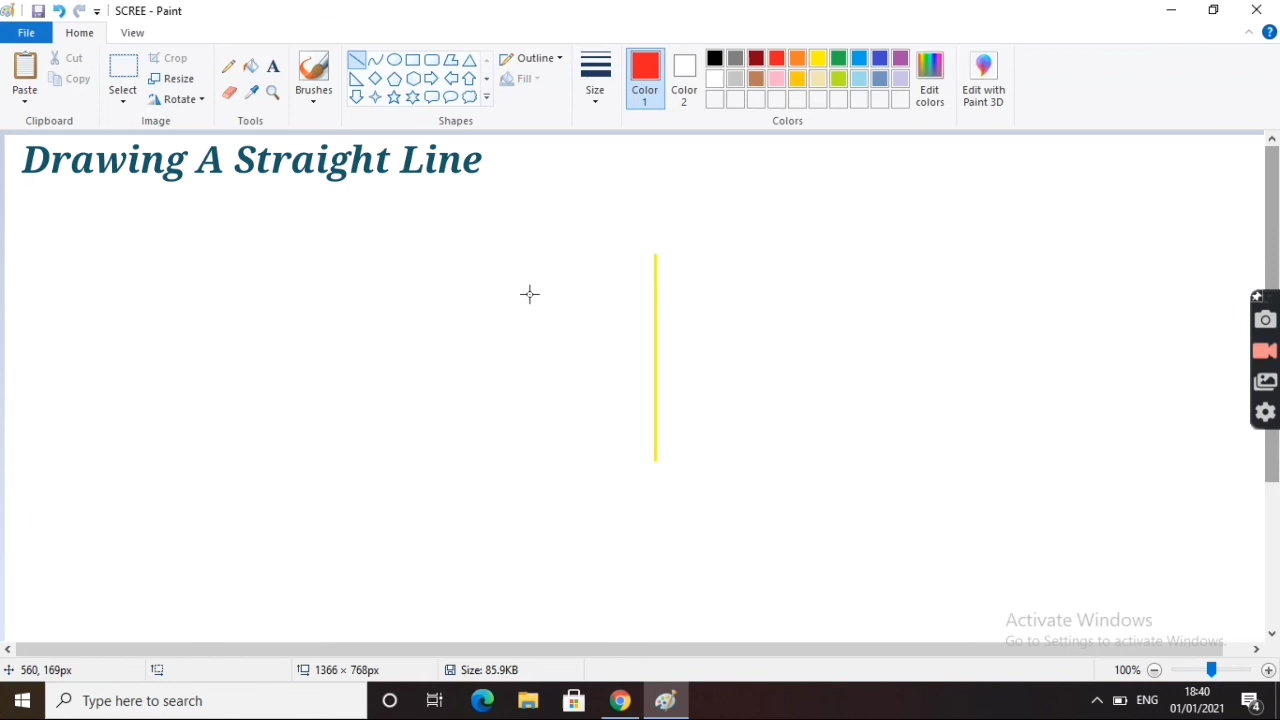 SCREE - Paint
File Home View
Paste
Cut
Copy
Clipboard
Select
Crop
Resize
Rotate
Image
A
Tools
Brushes
Shapes
Outline
Fill
Size
Color 1
Color 2
Edit colors
Colors
Edit with Paint 3D
Drawing A Straight Line
Activate Windows
Go to Settings to activate Windows.
560, 169px
1366 × 768px
Size: 85.9KB
100%
Type here to search
ENG
18:40
01/01/2021
4